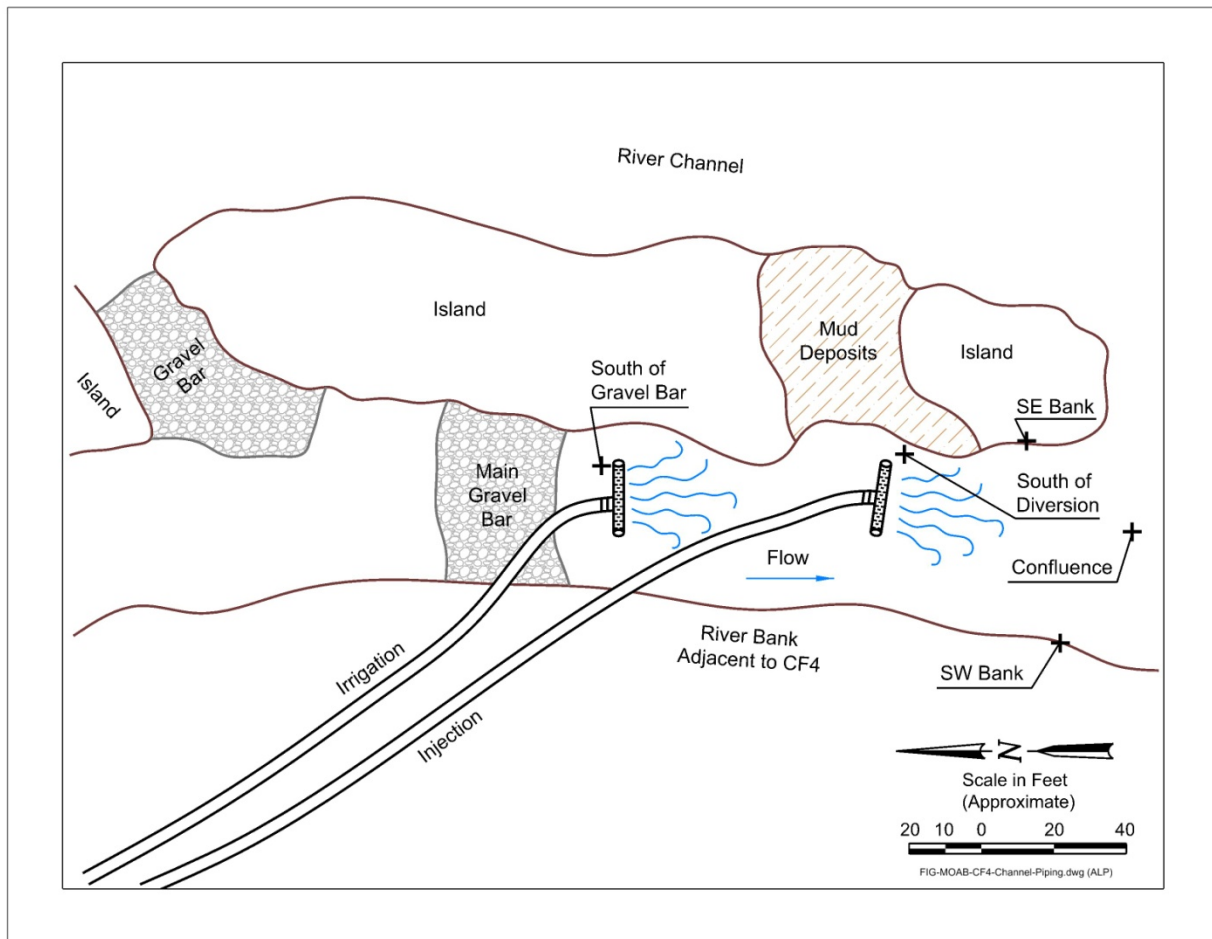 River Channel
Island
Mud
Deposits
Island
Gravel
Bar
Island
South of
Gravel Bar
SE Bank
Main
Gravel
Bar
South of
Diversion
Flow
Confluence
River Bank
Adjacent to CF4
SW Bank
Irrigation
Injection
N
Scale in Feet
(Approximate)
20 10 0 20 40
FIG-MOAB-CF4-Channel-Piping.dwg (ALP)